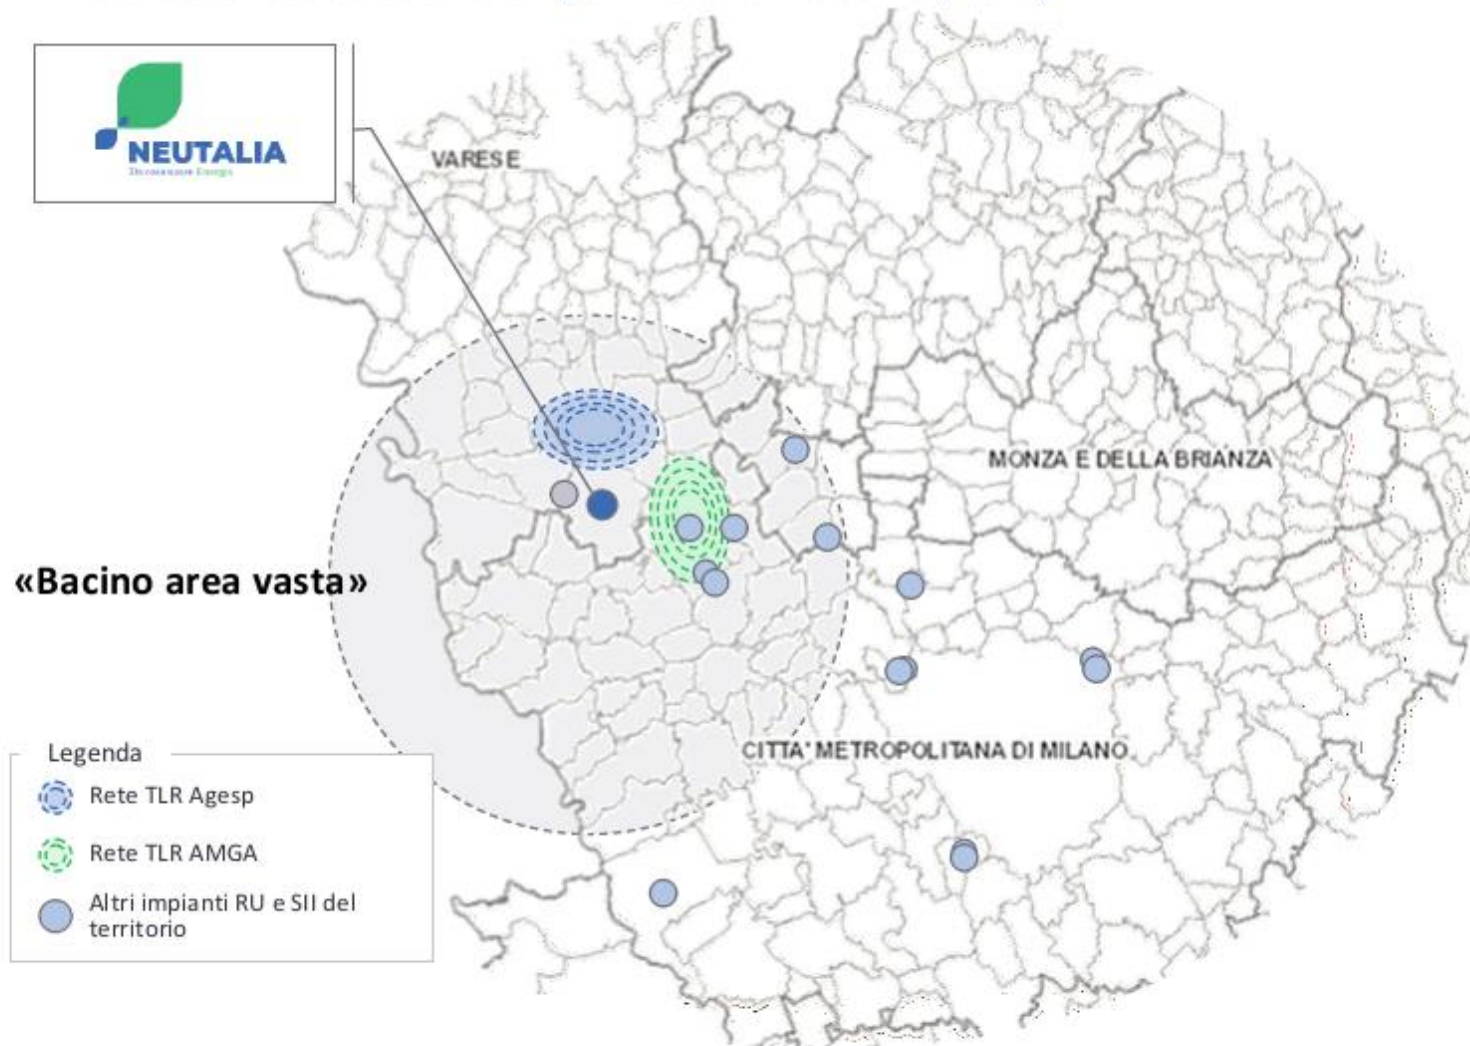 NEUTALIA
VARESE
MONZA E DELLA BRIANZA
«Bacino area vasta»
CITTA' METROPOLITANA DI MILANO
Legenda
Rete TLR Agesp
Rete TLR AMGA
Altri impianti RU e SII del
territorio